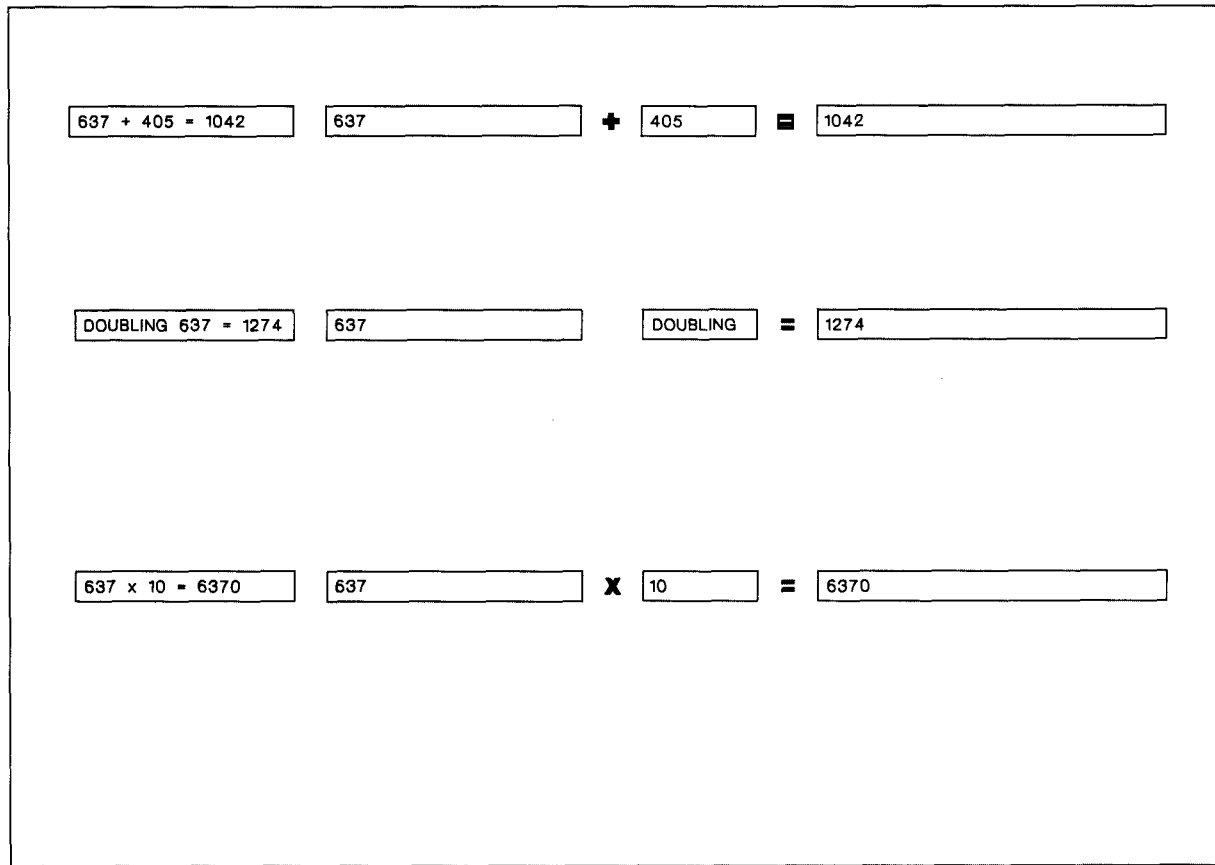 637 + 405 = 1042 637 + 405 = 1042
DOUBLING 637 = 1274 637 DOUBLING = 1274
637 x 10 = 6370 637 x 10 = 6370